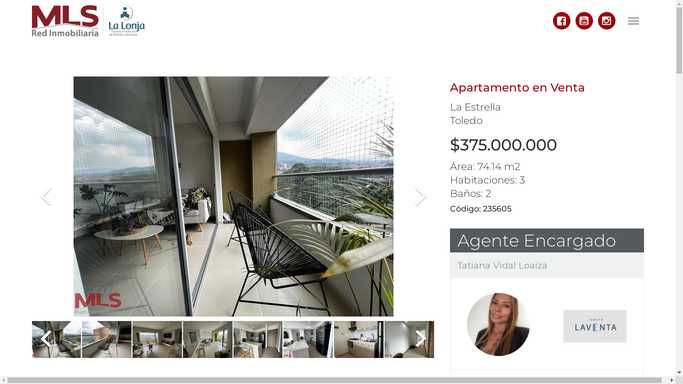 MLS
Red Inmobiliaria
La Lonja
Apartamento en Venta
La Estrella
Toledo
$375.000.000
Área: 74.14 m2
Habitaciones: 3
Baños: 2
Código: 235605
MLS
Agente Encargado
Tatiana Vidal Loaiza
LAVENTA